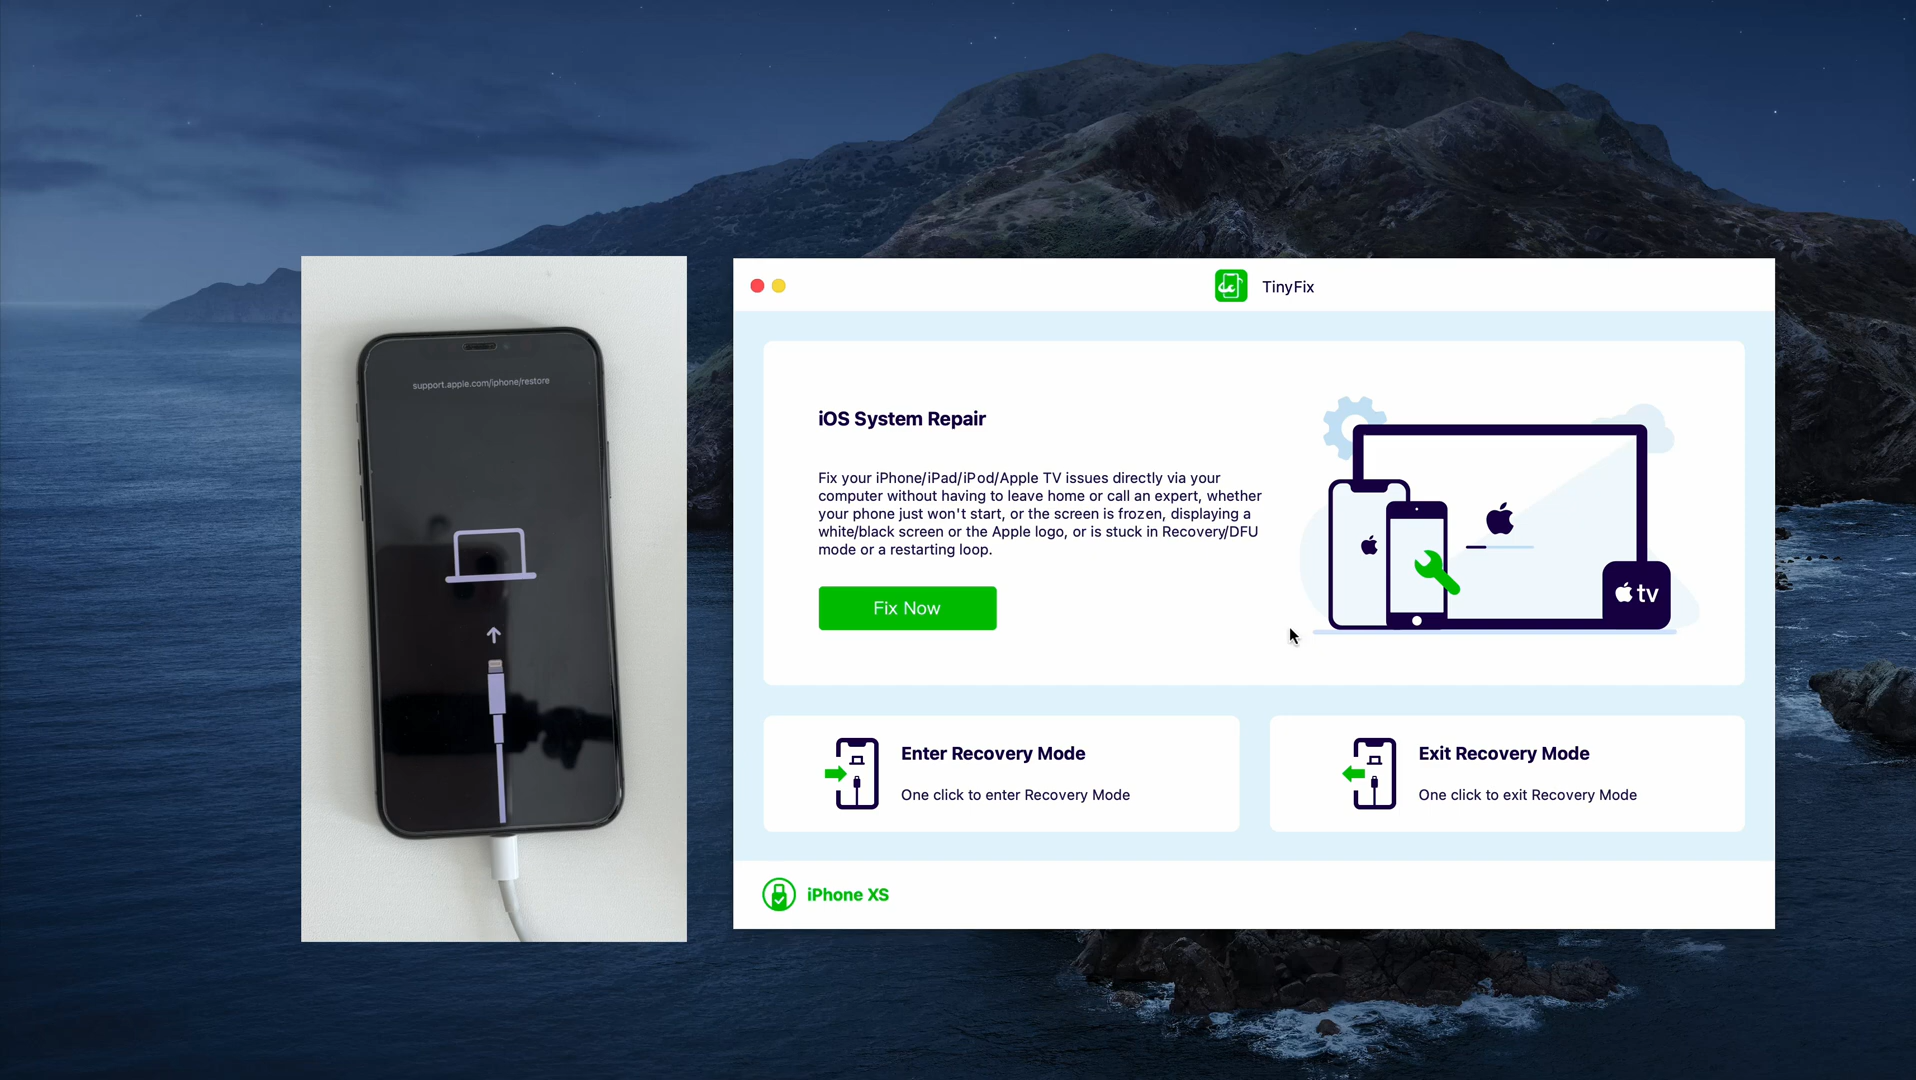 support.apple.com/iphone/restore
TinyFix
iOS System Repair
Fix your iPhone/iPad/iPod/Apple TV issues directly via your
computer without having to leave home or call an expert, whether
your phone just won't start, or the screen is frozen, displaying a
white/black screen or the Apple logo, or is stuck in Recovery/DFU
mode or a restarting loop.
Fix Now
tv
Enter Recovery Mode
One click to enter Recovery Mode
Exit Recovery Mode
One click to exit Recovery Mode
iPhone XS